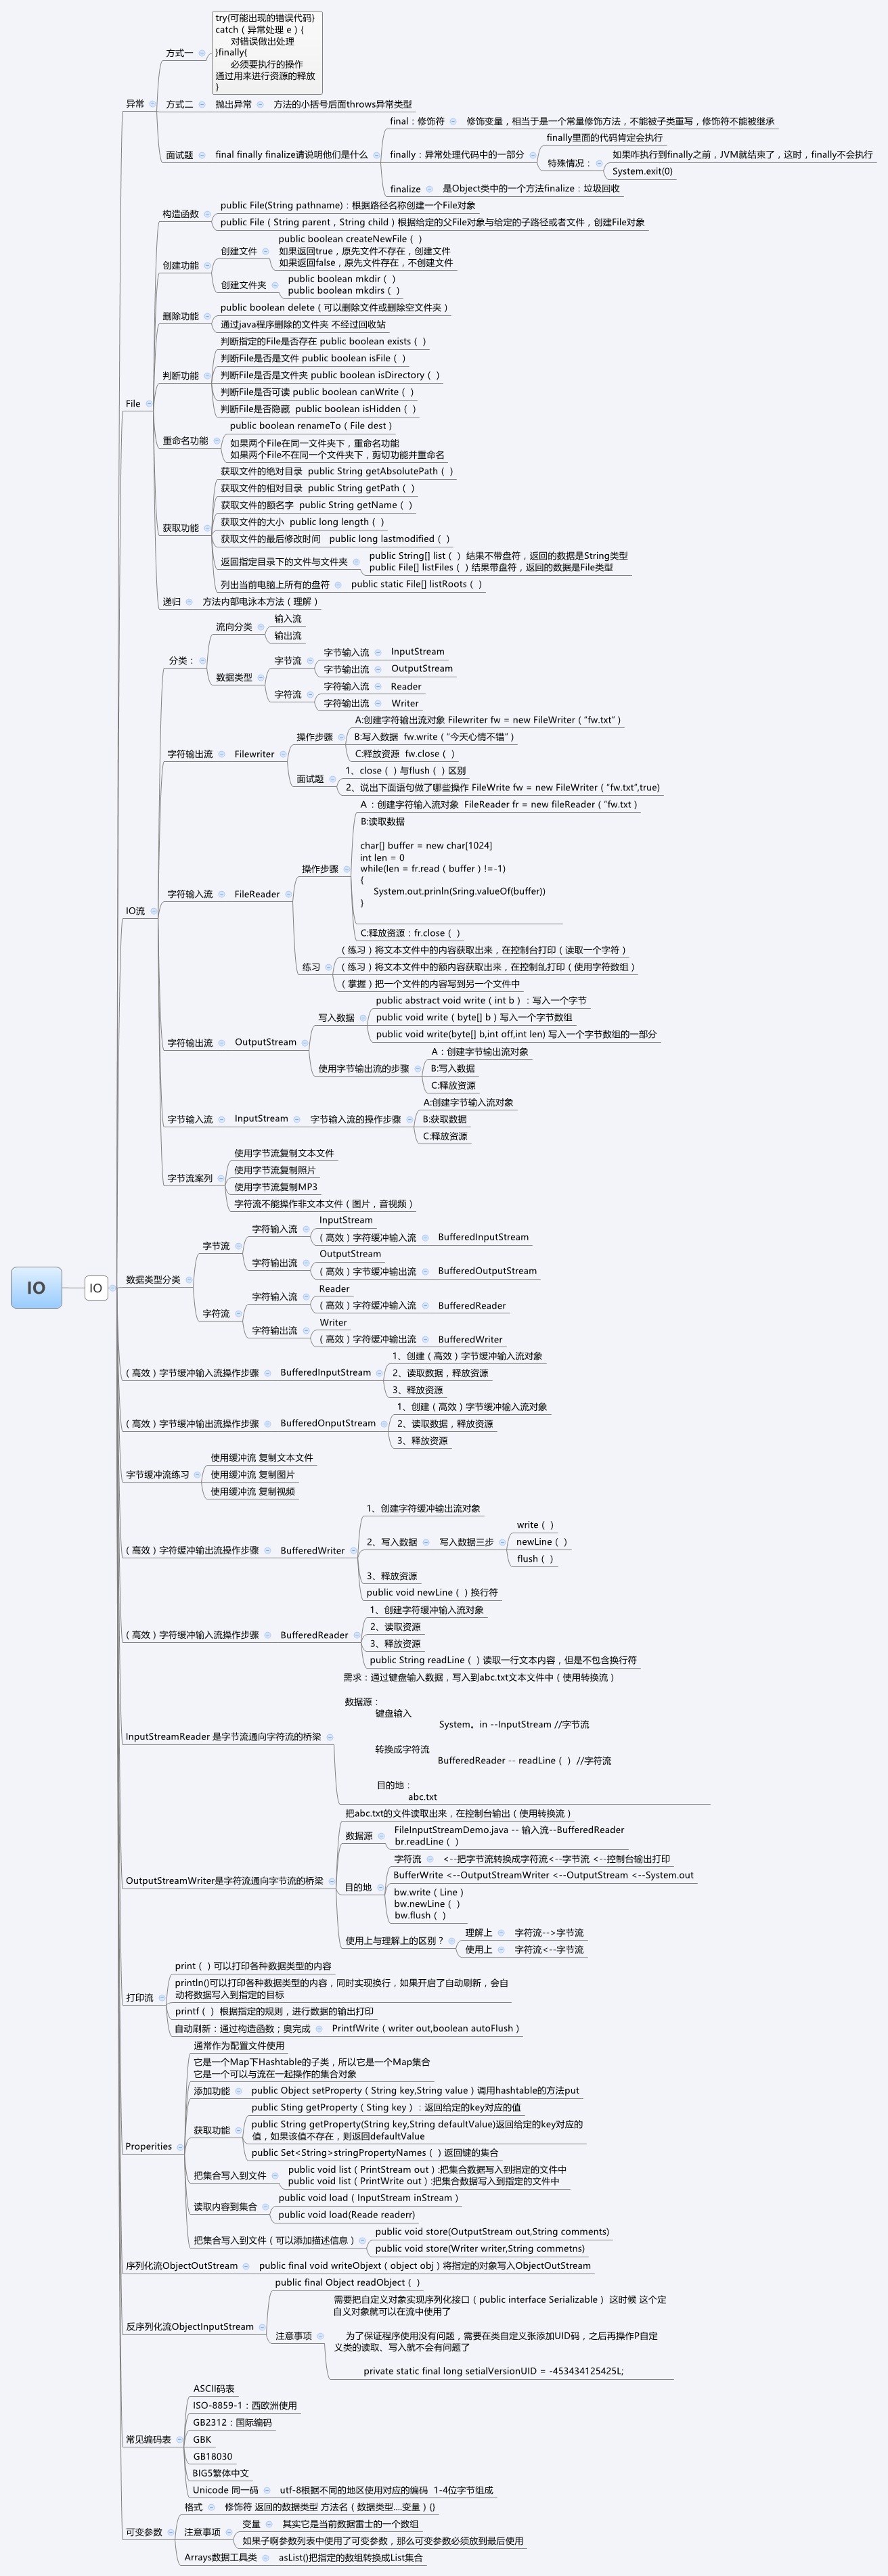 IO
IO
异常
方式一
try{可能出现的错误代码}
catch（异常处理 e）{
对错误做出处理
}finally{
必须要执行的操作
通过用来进行资源的释放
}
方式二
抛出异常
方法的小括号后面throws异常类型
面试题
final finally finalize请说明他们是什么
final：修饰符
修饰变量，相当于是一个常量修饰方法，不能被子类重写，修饰符不能被继承
finally：异常处理代码中的一部分
finally里面的代码肯定会执行
特殊情况：
如果咋执行到finally之前，JVM就结束了，这时，finally不会执行
System.exit(0)
finalize
是Object类中的一个方法finalize：垃圾回收
File
构造函数
public File(String pathname)：根据路径名称创建一个File对象
public File（String parent，String child）根据给定的父File对象与给定的子路径或者文件，创建File对象
创建功能
创建文件
public boolean createNewFile（ ）
如果返回true，原先文件不存在，创建文件
如果返回false，原先文件存在，不创建文件
创建文件夹
public boolean mkdir（ ）
public boolean mkdirs（ ）
删除功能
public boolean delete（可以删除文件或删除空文件夹）
通过java程序删除的文件夹 不经过回收站
判断功能
判断指定的File是否存在 public boolean exists（ ）
判断File是否是文件 public boolean isFile（ ）
判断File是否是文件夹 public boolean isDirectory（ ）
判断File是否可读 public boolean canWrite（ ）
判断File是否隐藏 public boolean isHidden（ ）
重命名功能
public boolean renameTo（File dest）
如果两个File在同一文件夹下，重命名功能
如果两个File不在同一个文件夹下，剪切功能并重命名
获取功能
获取文件的绝对目录 public String getAbsolutePath（ ）
获取文件的相对目录 public String getPath（ ）
获取文件的额名字 public String getName（ ）
获取文件的大小 public long length（ ）
获取文件的最后修改时间 public long lastmodified（ ）
返回指定目录下的文件与文件夹
public String[] list（ ）结果不带盘符，返回的数据是String类型
public File[] listFiles（ ）结果带盘符，返回的数据是File类型
列出当前电脑上所有的盘符
public static File[] listRoots（ ）
递归
方法内部电泳本方法（理解）
IO流
分类：
流向分类
输入流
输出流
数据类型
字节流
字节输入流
InputStream
字节输出流
OutputStream
字符流
字符输入流
Reader
字符输出流
Writer
字符输出流
Filewriter
操作步骤
A:创建字符输出流对象 Filewriter fw = new FileWriter（"fw.txt"）
B:写入数据 fw.write（"今天心情不错"）
C:释放资源 fw.close（ ）
面试题
1、close（ ）与flush（ ）区别
2、说出下面语句做了哪些操作 FileWrite fw = new FileWriter（"fw.txt",true)
字符输入流
FileReader
操作步骤
A ：创建字符输入流对象 FileReader fr = new fileReader（"fw.txt）
B:读取数据
char[] buffer = new char[1024]
int len = 0
while(len = fr.read（buffer）!=-1)
{
System.out.prinln(Sring.valueOf(buffer))
}
C:释放资源：fr.close（ ）
练习
（练习）将文本文件中的内容获取出来，在控制台打印（读取一个字符）
（练习）将文本文件中的额内容获取出来，在控制乩打印（使用字符数组）
（掌握）把一个文件的内容写到另一个文件中
字符输出流
OutputStream
写入数据
public abstract void write（int b）：写入一个字节
public void write（byte[] b）写入一个字节数组
public void write(byte[] b,int off,int len) 写入一个字节数组的一部分
使用字节输出流的步骤
A：创建字节输出流对象
B:写入数据
C:释放资源
字节输入流
InputStream
字节输入流的操作步骤
A:创建字节输入流对象
B:获取数据
C:释放资源
字节流案列
使用字节流复制文本文件
使用字节流复制照片
使用字节流复制MP3
字符流不能操作非文本文件（图片，音视频）
数据类型分类
字节流
字符输入流
InputStream
（高效）字符缓冲输入流
BufferedInputStream
字符输出流
OutputStream
（高效）字节缓冲输出流
BufferedOutputStream
字符流
字符输入流
Reader
（高效）字符缓冲输入流
BufferedReader
字符输出流
Writer
（高效）字符缓冲输出流
BufferedWriter
（高效）字节缓冲输入流操作步骤
BufferedInputStream
1、创建（高效）字节缓冲输入流对象
2、读取数据，释放资源
3、释放资源
（高效）字节缓冲输出流操作步骤
BufferedOnputStream
1、创建（高效）字节缓冲输入流对象
2、读取数据，释放资源
3、释放资源
字节缓冲流练习
使用缓冲流 复制文本文件
使用缓冲流 复制图片
使用缓冲流 复制视频
（高效）字符缓冲输出流操作步骤
BufferedWriter
1、创建字符缓冲输出流对象
2、写入数据
写入数据三步
write（ ）
newLine（ ）
flush（ ）
3、释放资源
public void newLine（ ）换行符
（高效）字符缓冲输入流操作步骤
BufferedReader
1、创建字符缓冲输入流对象
2、读取资源
3、释放资源
public String readLine（ ）读取一行文本内容，但是不包含换行符
InputStreamReader 是字节流通向字符流的桥梁
需求：通过键盘输入数据，写入到abc.txt文本文件中（使用转换流）
数据源：
键盘输入
System。in --InputStream //字节流
转换成字符流
BufferedReader -- readLine（ ） //字符流
目的地：
abc.txt
OutputStreamWriter是字符流通向字节流的桥梁
把abc.txt的文件读取出来，在控制台输出（使用转换流）
数据源
FileInputStreamDemo.java -- 输入流--BufferedReader
br.readLine（ ）
目的地
字符流
<--把字节流转换成字符流<--字节流 <--控制台输出打印
BufferWrite <--OutputStreamWriter <--OutputStream <--System.out
bw.write（Line）
bw.newLine（ ）
bw.flush（ ）
使用上与理解上的区别？
理解上
字符流-->字节流
使用上
字符流<--字节流
打印流
print（ ）可以打印各种数据类型的内容
println()可以打印各种数据类型的内容，同时实现换行，如果开启了自动刷新，会自
动将数据写入到指定的目标
printf（ ） 根据指定的规则，进行数据的输出打印
自动刷新：通过构造函数；奥完成
PrintfWrite（writer out,boolean autoFlush）
Properities
通常作为配置文件使用
它是一个Map下Hashtable的子类，所以它是一个Map集合
它是一个可以与流在一起操作的集合对象
添加功能
public Object setProperty（String key,String value）调用hashtable的方法put
获取功能
public Sting getProperty（Sting key）：返回给定的key对应的值
public String getProperty(String key,String defaultValue)返回给定的key对应的
值，如果该值不存在，则返回defaultValue
public Set<String>stringPropertyNames（ ）返回键的集合
把集合写入到文件
public void list（PrintStream out）:把集合数据写入到指定的文件中
public void list（PrintWrite out）:把集合数据写入到指定的文件中
读取内容到集合
public void load（InputStream inStream）
public void load(Reade readerr)
把集合写入到文件（可以添加描述信息）
public void store(OutputStream out,String comments)
public void store(Writer writer,String commetns)
序列化流ObjectOutStream
public final void writeObjext（object obj）将指定的对象写入ObjectOutStream
反序列化流ObjectInputStream
public final Object readObject（ ）
注意事项
需要把自定义对象实现序列化接口（public interface Serializable） 这时候 这个定
自义对象就可以在流中使用了
为了保证程序使用没有问题，需要在类自定义张添加UID码，之后再操作P自定
义类的读取、写入就不会有问题了
private static final long setialVersionUID = -453434125425L;
常见编码表
ASCII码表
ISO-8859-1：西欧洲使用
GB2312：国际编码
GBK
GB18030
BIG5繁体中文
Unicode 同一码
utf-8根据不同的地区使用对应的编码 1-4位字节组成
可变参数
格式
修饰符 返回的数据类型 方法名（数据类型....变量）{}
注意事项
变量
其实它是当前数据雷士的一个数组
如果子啊参数列表中使用了可变参数，那么可变参数必须放到最后使用
Arrays数据工具类
asList()把指定的数组转换成List集合